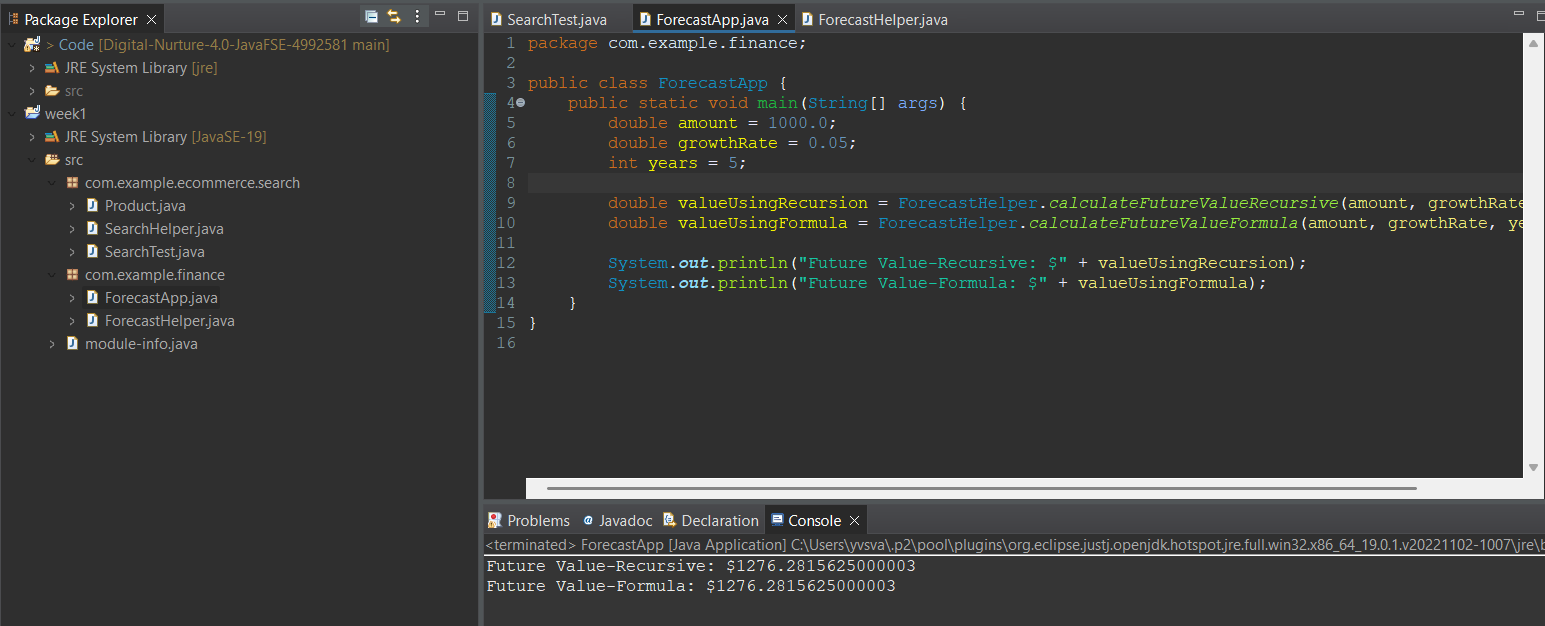 Package Explorer
> Code [Digital-Nurture-4.0-JavaFSE-4992581 main]
JRE System Library [jre]
src
week1
JRE System Library [JavaSE-19]
src
com.example.ecommerce.search
Product.java
SearchHelper.java
SearchTest.java
com.example.finance
ForecastApp.java
ForecastHelper.java
module-info.java
SearchTest.java ForecastApp.java ForecastHelper.java
1 package com.example.finance;
2
3 public class ForecastApp {
4 public static void main(String[] args) {
5 double amount = 1000.0;
6 double growthRate = 0.05;
7 int years = 5;
8
9 double valueUsingRecursion = ForecastHelper.calculateFutureValueRecursive(amount, growthRate
10 double valueUsingFormula = ForecastHelper.calculateFutureValueFormula(amount, growthRate, ye
11
12 System.out.println("Future Value-Recursive: $" + valueUsingRecursion);
13 System.out.println("Future Value-Formula: $" + valueUsingFormula);
14 }
15 }
16
Problems Javadoc Declaration Console
<terminated> ForecastApp [Java Application] C:\Users\yvsva\.p2\pool\plugins\org.eclipse.justj.openjdk.hotspot.jre.full.win32.x86_64_19.0.1.v20221102-1007\jre\b
Future Value-Recursive: $1276.2815625000003
Future Value-Formula: $1276.2815625000003